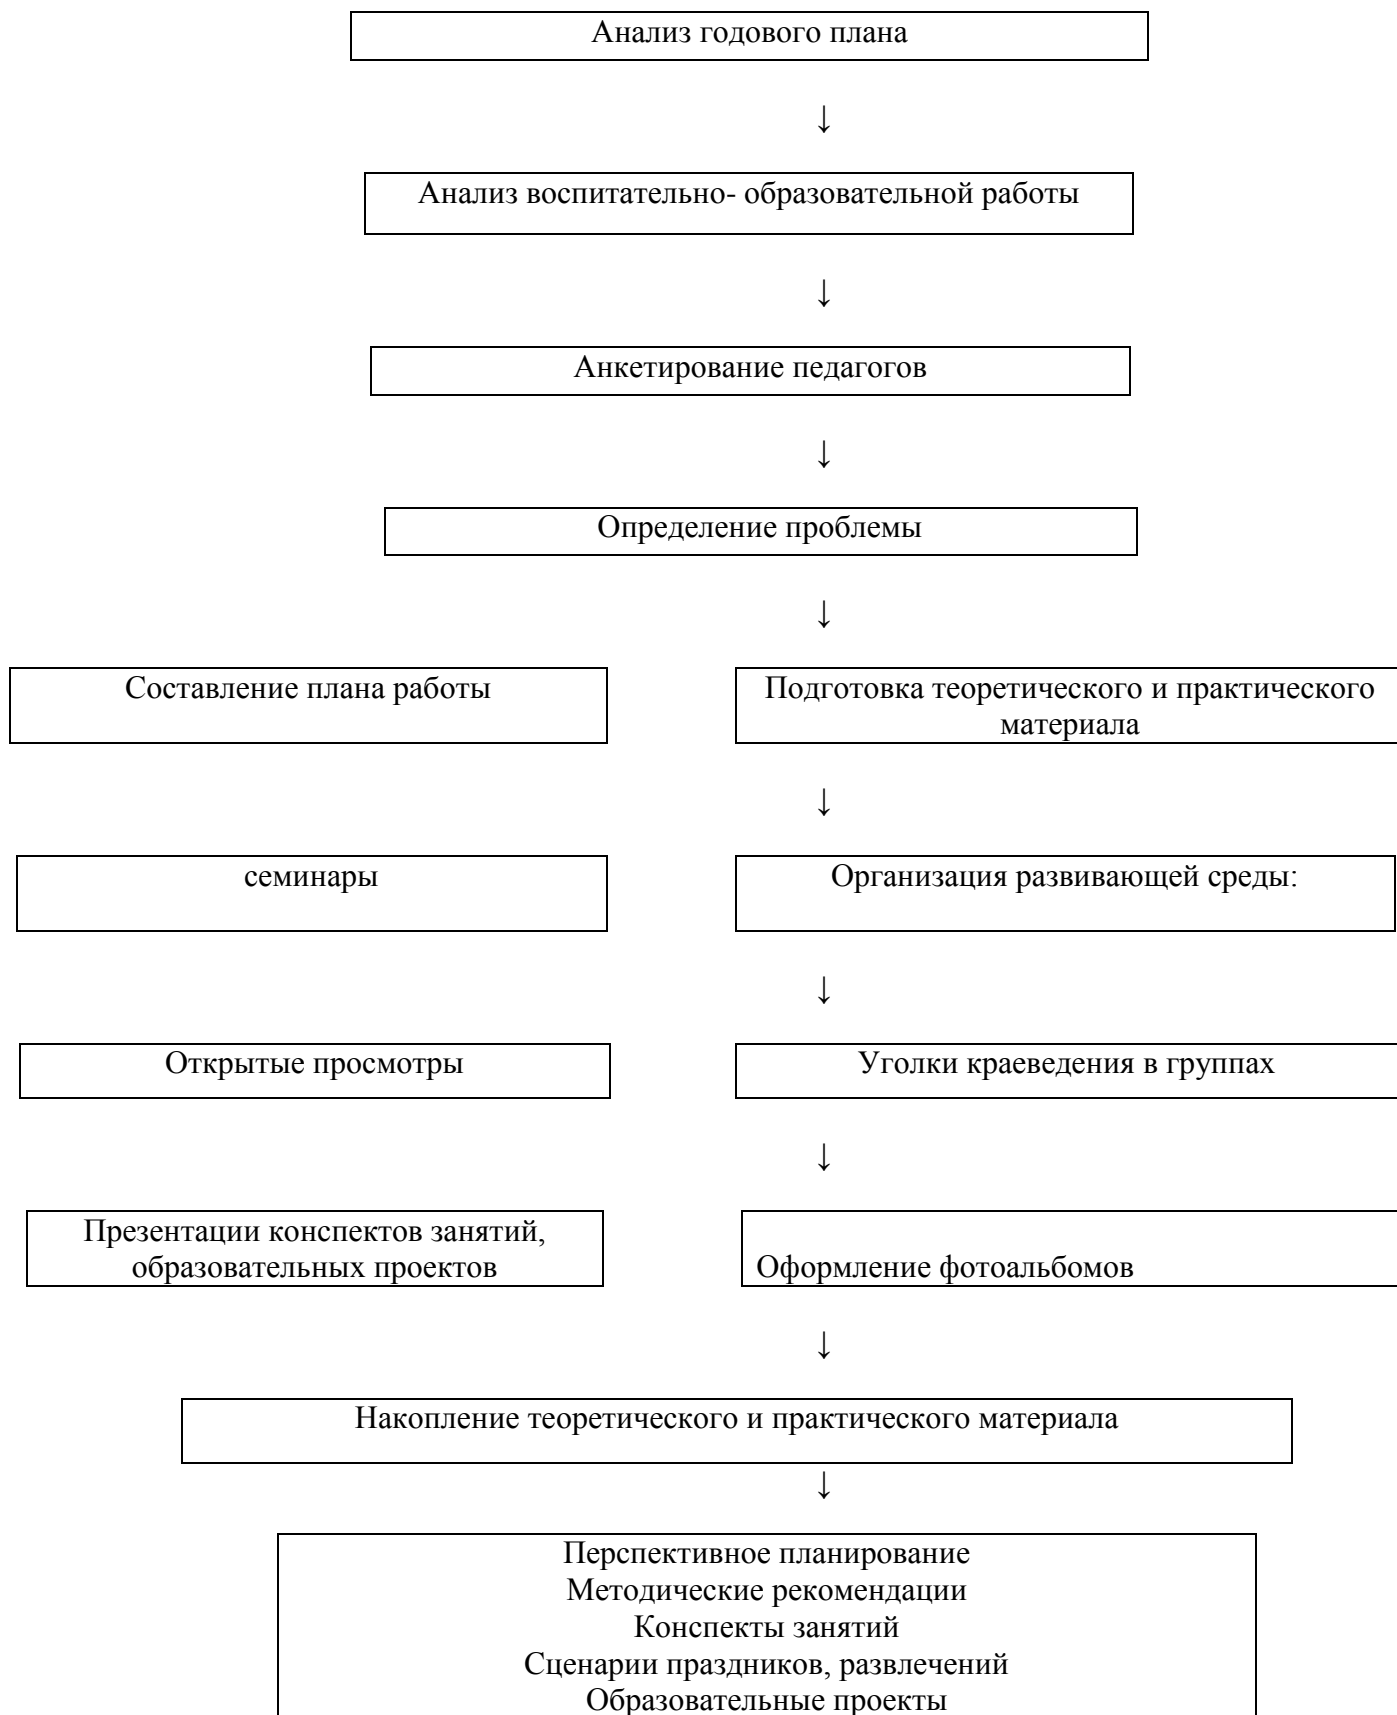 Анализ годового плана
↓
Анализ воспитательно- образовательной работы
↓
Анкетирование педагогов
↓
Определение проблемы
↓
Составление плана работы
Подготовка теоретического и практического
материала
↓
семинары
Организация развивающей среды:
↓
Открытые просмотры
Уголки краеведения в группах
↓
Презентации конспектов занятий,
образовательных проектов
Оформление фотоальбомов
↓
Накопление теоретического и практического материала
↓
Перспективное планирование
Методические рекомендации
Конспекты занятий
Сценарии праздников, развлечений
Образовательные проекты